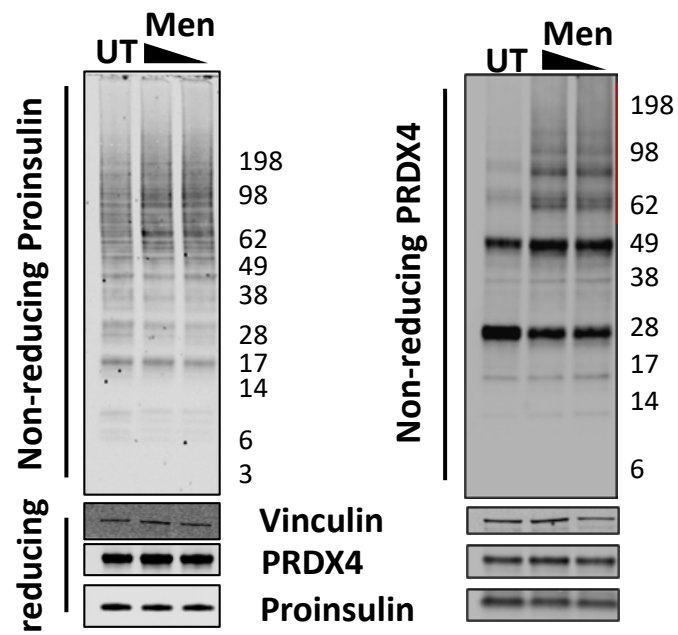 Men
UT
Non-reducing Proinsulin
198
98
62
49
38
28
17
14
6
3
reducing
Men
UT
Non-reducing PRDX4
198
98
62
49
38
28
17
14
6
Vinculin
PRDX4
Proinsulin